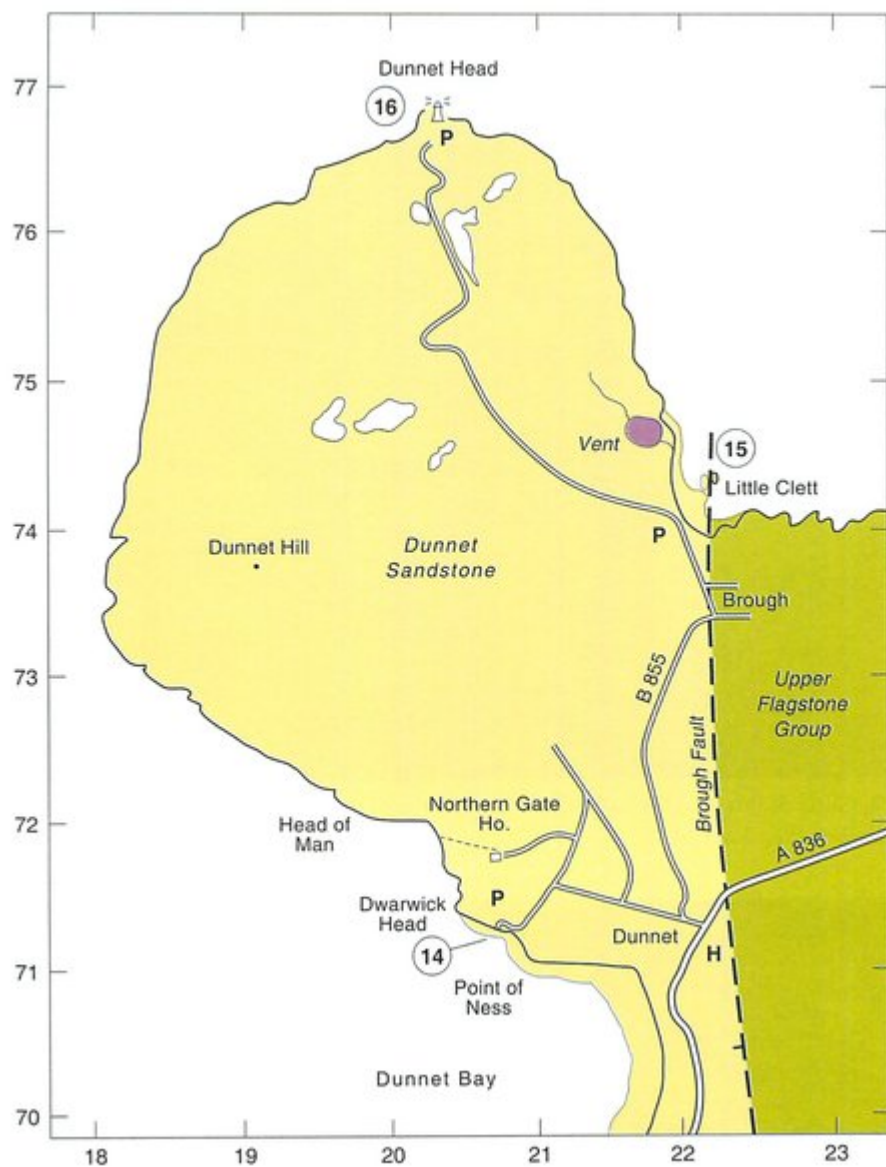 77
Dunnet Head
16
P
76
75
Vent
15
Little Clett
74
P
Dunnet Hill
Dunnet
Sandstone
Brough
73
B 855
Upper
Flagstone
Group
Brough Fault
72
Northern Gate
Ho.
Head of
Man
A 836
P
Dwarwick
Head
Dunnet
H
71
14
Point of
Ness
Dunnet Bay
70
18 19 20 21 22 23